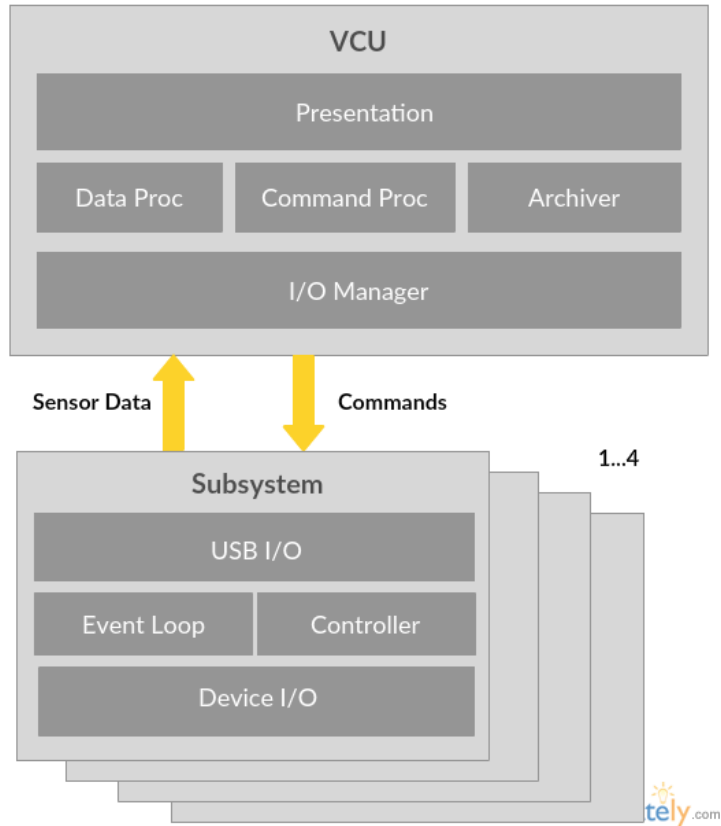 VCU
Presentation
Data Proc
Command Proc
Archiver
I/O Manager
Sensor Data
Commands
1...4
Subsystem
USB I/O
Event Loop
Controller
Device I/O
tely.com